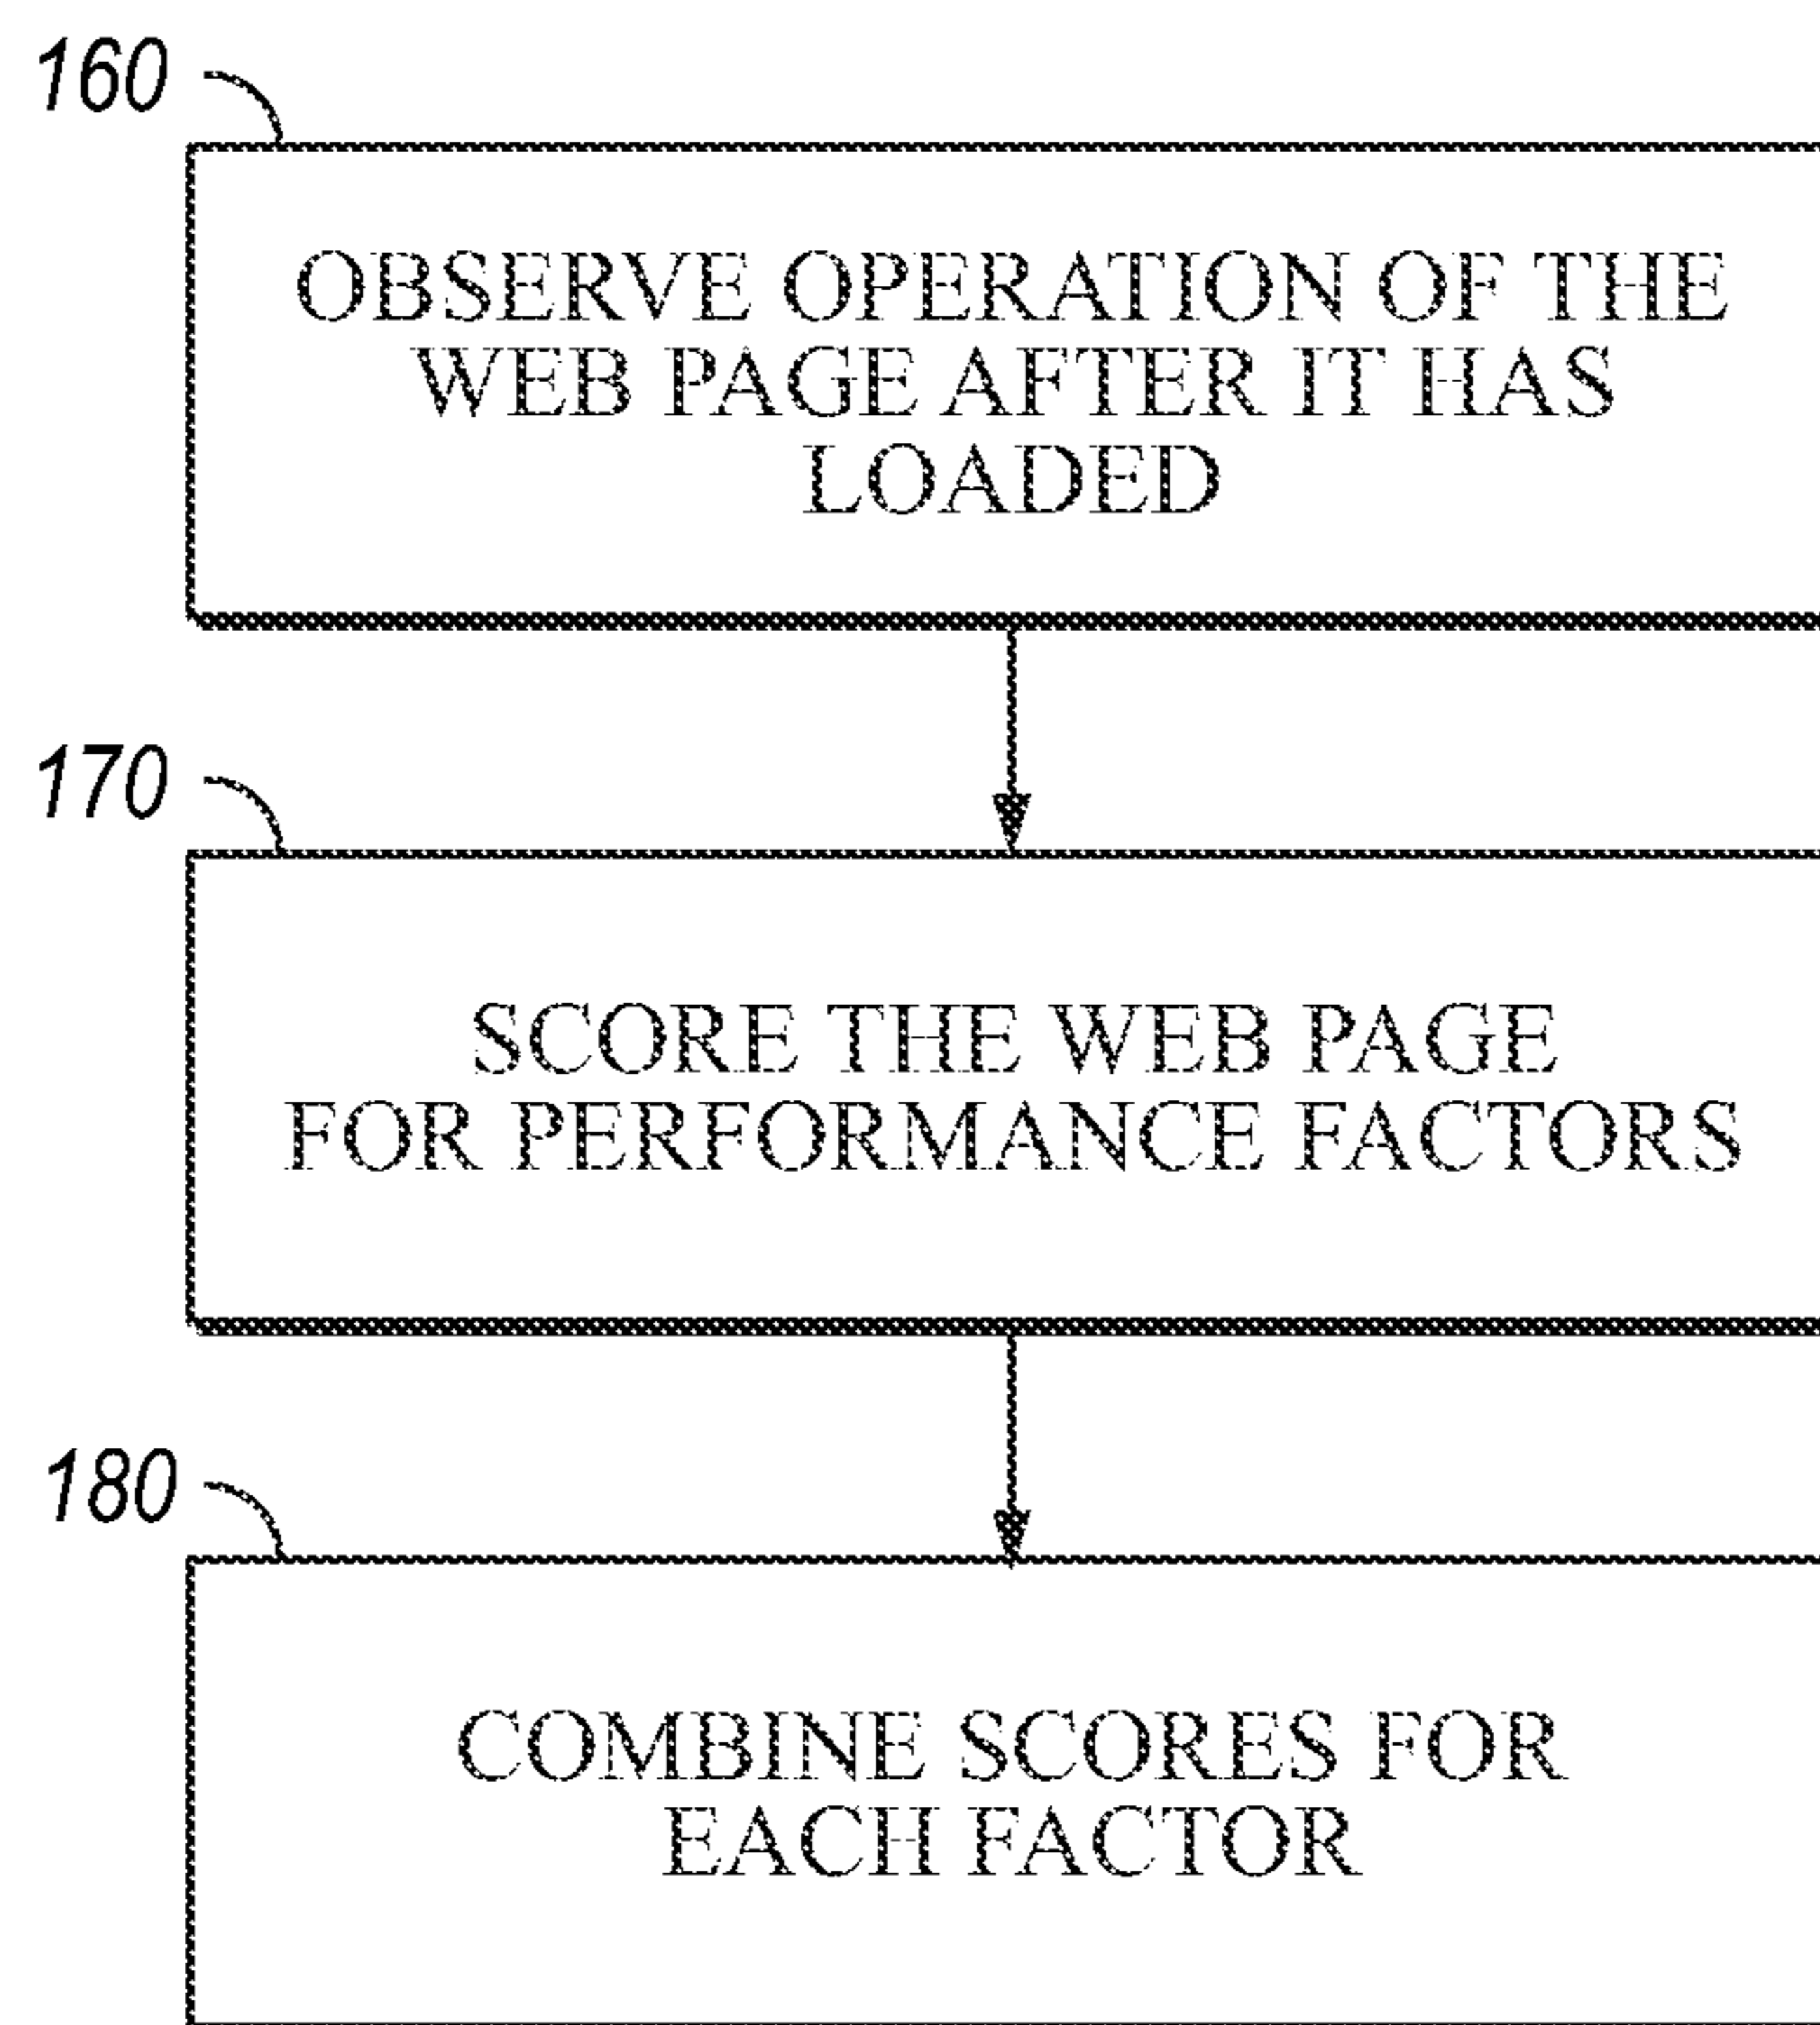 160
OBSERVE OPERATION OF THE
WEB PAGE AFTER IT HAS
LOADED
170
SCORE THE WEB PAGE
FOR PERFORMANCE FACTORS
180
COMBINE SCORES FOR
EACH FACTOR